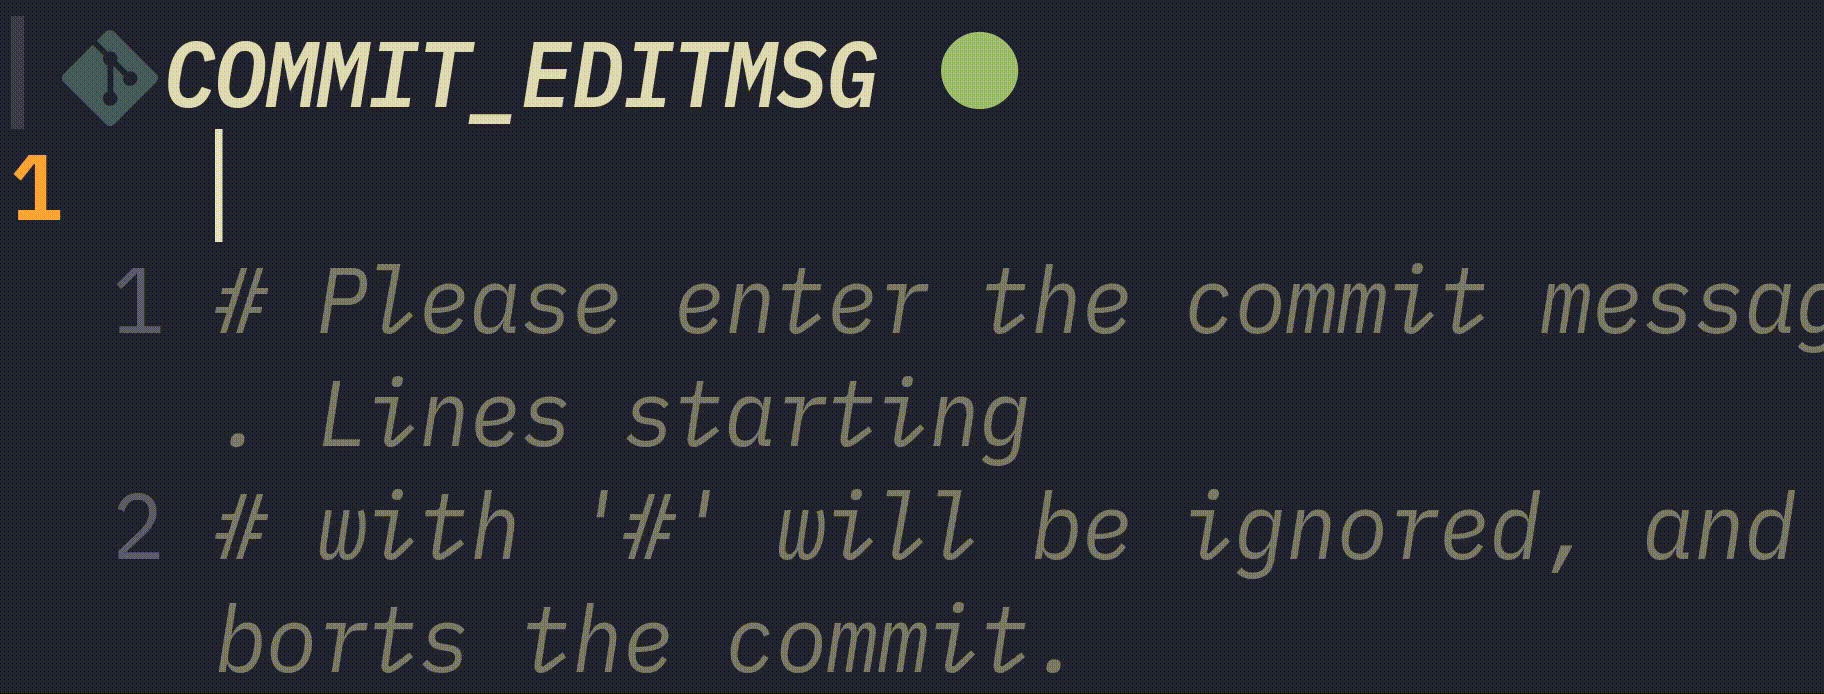 COMMIT_EDITMSG
1
1 # Please enter the commit messag
. Lines starting
2 # with '#' will be ignored, and
borts the commit.